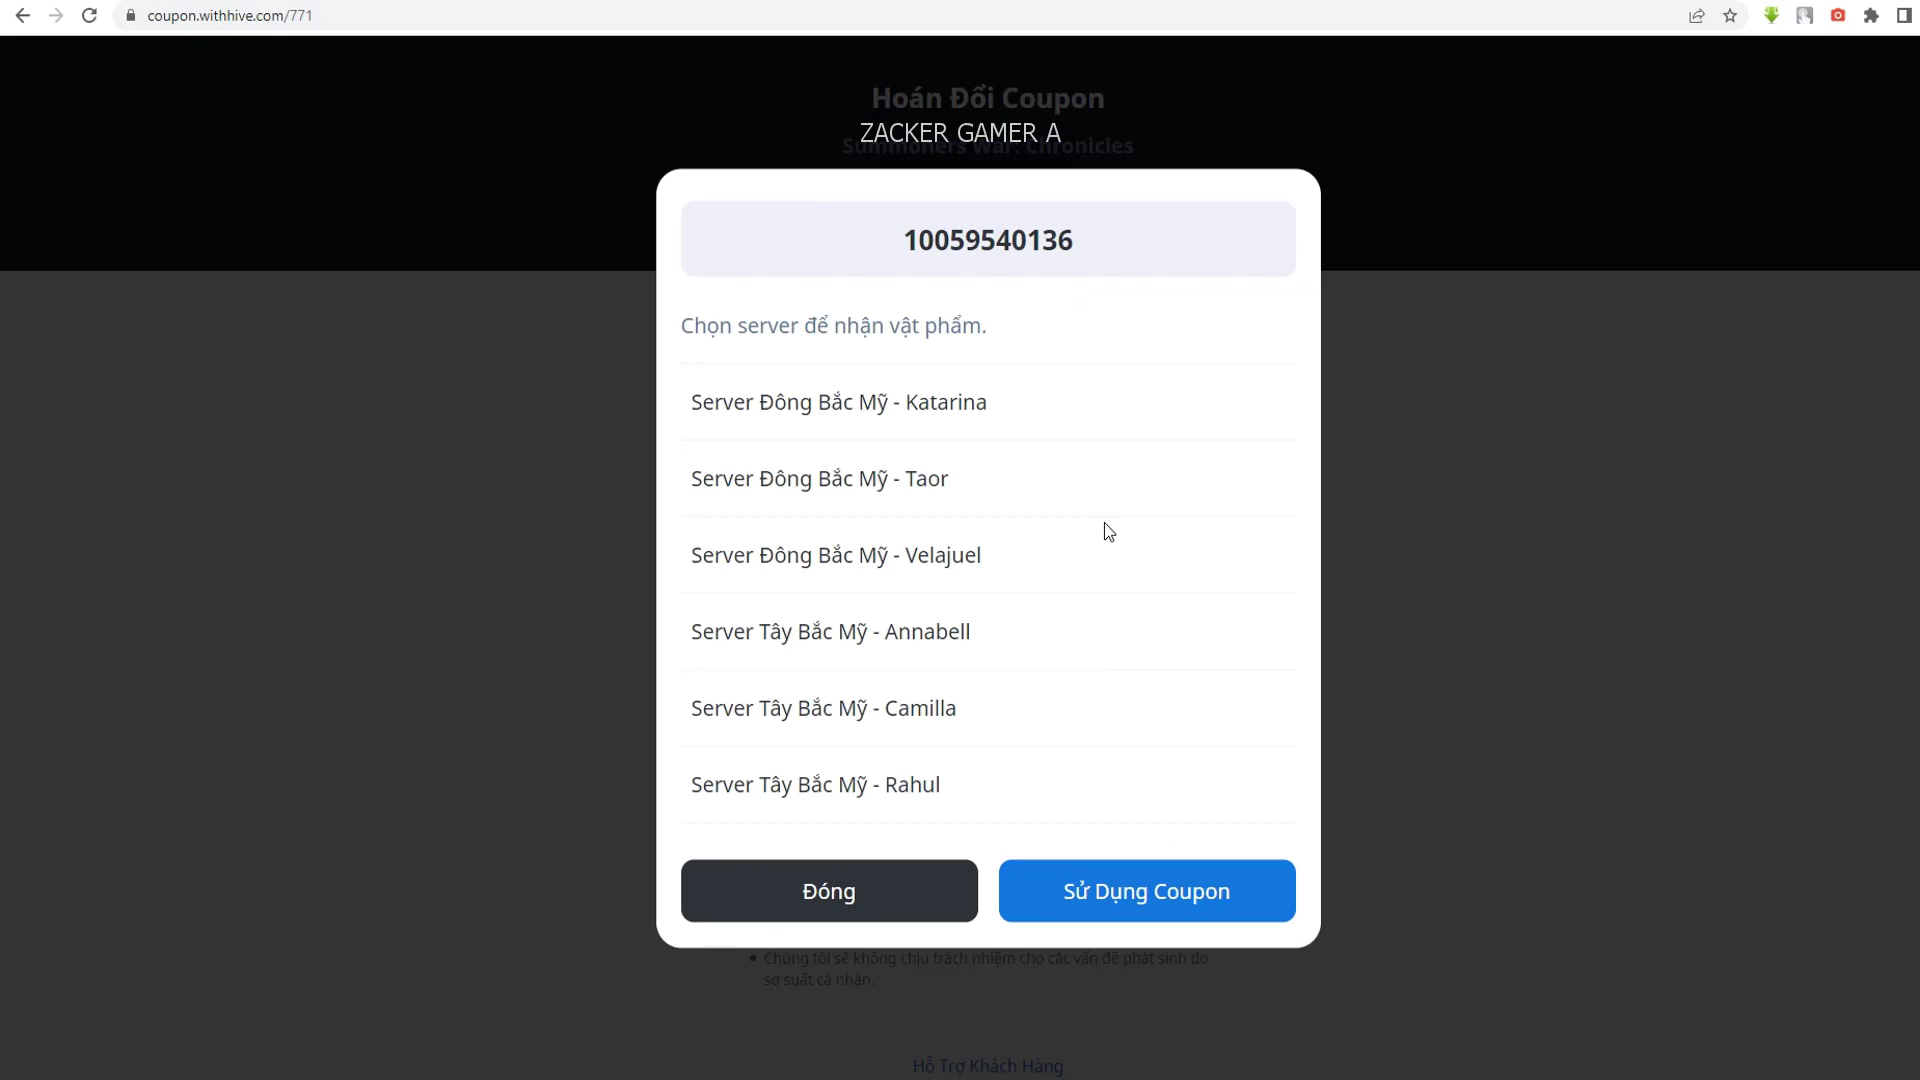 coupon.withhive.com/771
Hoán Đổi Coupon
ZACKER GAMER A
Summoners War: Chronicles
10059540136
Chọn server để nhận vật phẩm.
Server Đông Bắc Mỹ - Katarina
Server Đông Bắc Mỹ - Taor
Server Đông Bắc Mỹ - Velajuel
Server Tây Bắc Mỹ - Annabell
Server Tây Bắc Mỹ - Camilla
Server Tây Bắc Mỹ - Rahul
Đóng
Sử Dụng Coupon
• Chúng tôi sẽ không chịu trách nhiệm cho các vấn đề phát sinh do
sơ suất cá nhân.
Hỗ Trợ Khách Hàng